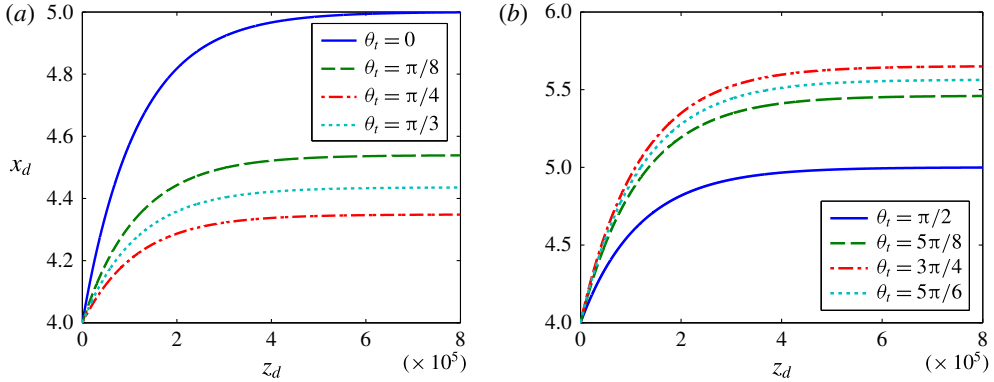 (a)
5.0
4.8
4.6
4.4
4.2
4.0
x_d
θ_t = 0
θ_t = π/8
θ_t = π/4
θ_t = π/3
0 2 4 6 8
z_d
(× 10^5)
(b)
6.0
5.5
5.0
4.5
4.0
θ_t = π/2
θ_t = 5π/8
θ_t = 3π/4
θ_t = 5π/6
0 2 4 6 8
z_d
(× 10^5)